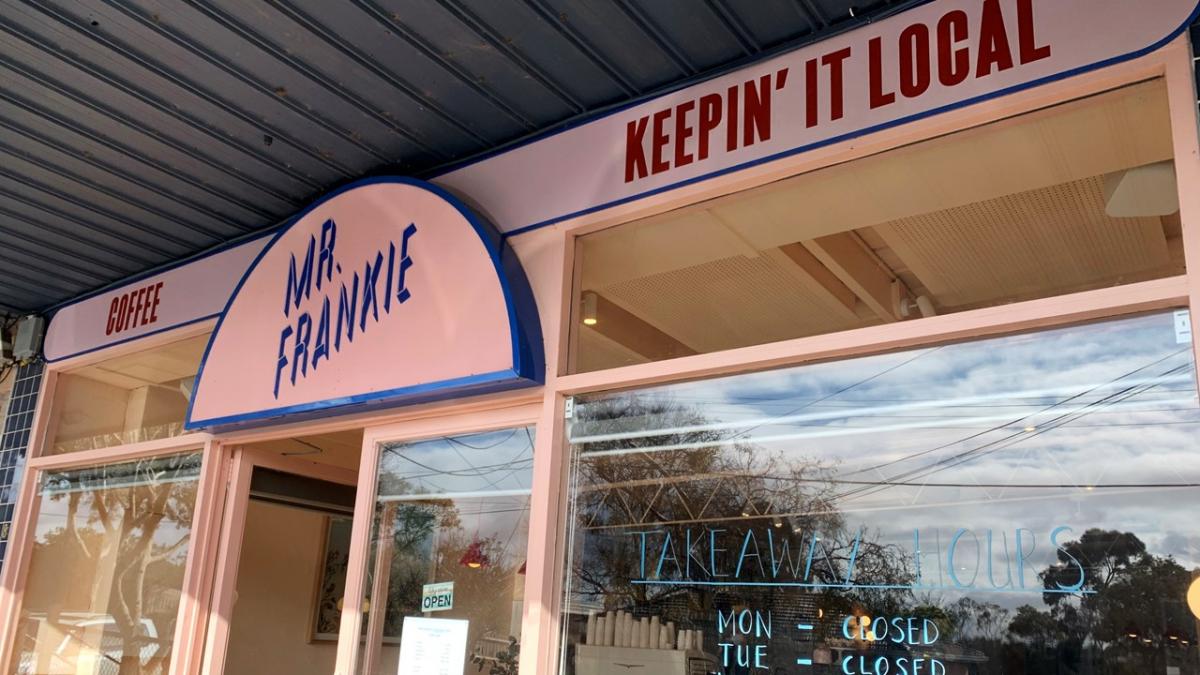 COFFEE
MR.
FRANKIE
KEEPIN' IT LOCAL
OPEN
TAKEAWAY HOURS
MON - CLOSED
TUE - CLOSED